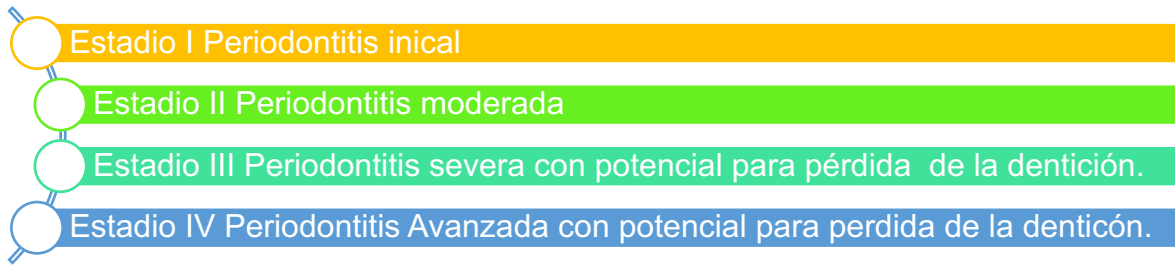 Estadio I Periodontitis inical
Estadio II Periodontitis moderada
Estadio III Periodontitis severa con potencial para pérdida  de la dentición.
Estadio IV Periodontitis Avanzada con potencial para perdida de la denticón.